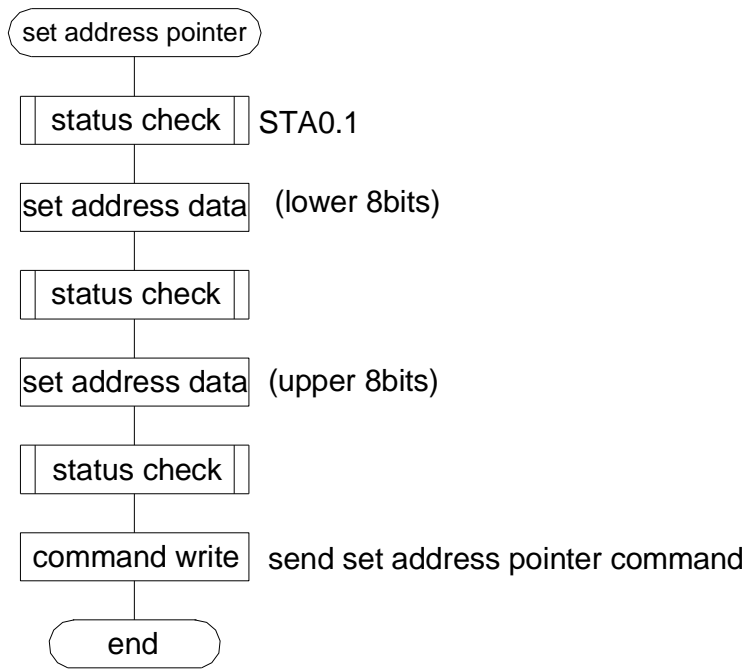 set address pointer
status check STA0.1
set address data (lower 8bits)
status check
set address data (upper 8bits)
status check
command write send set address pointer command
end